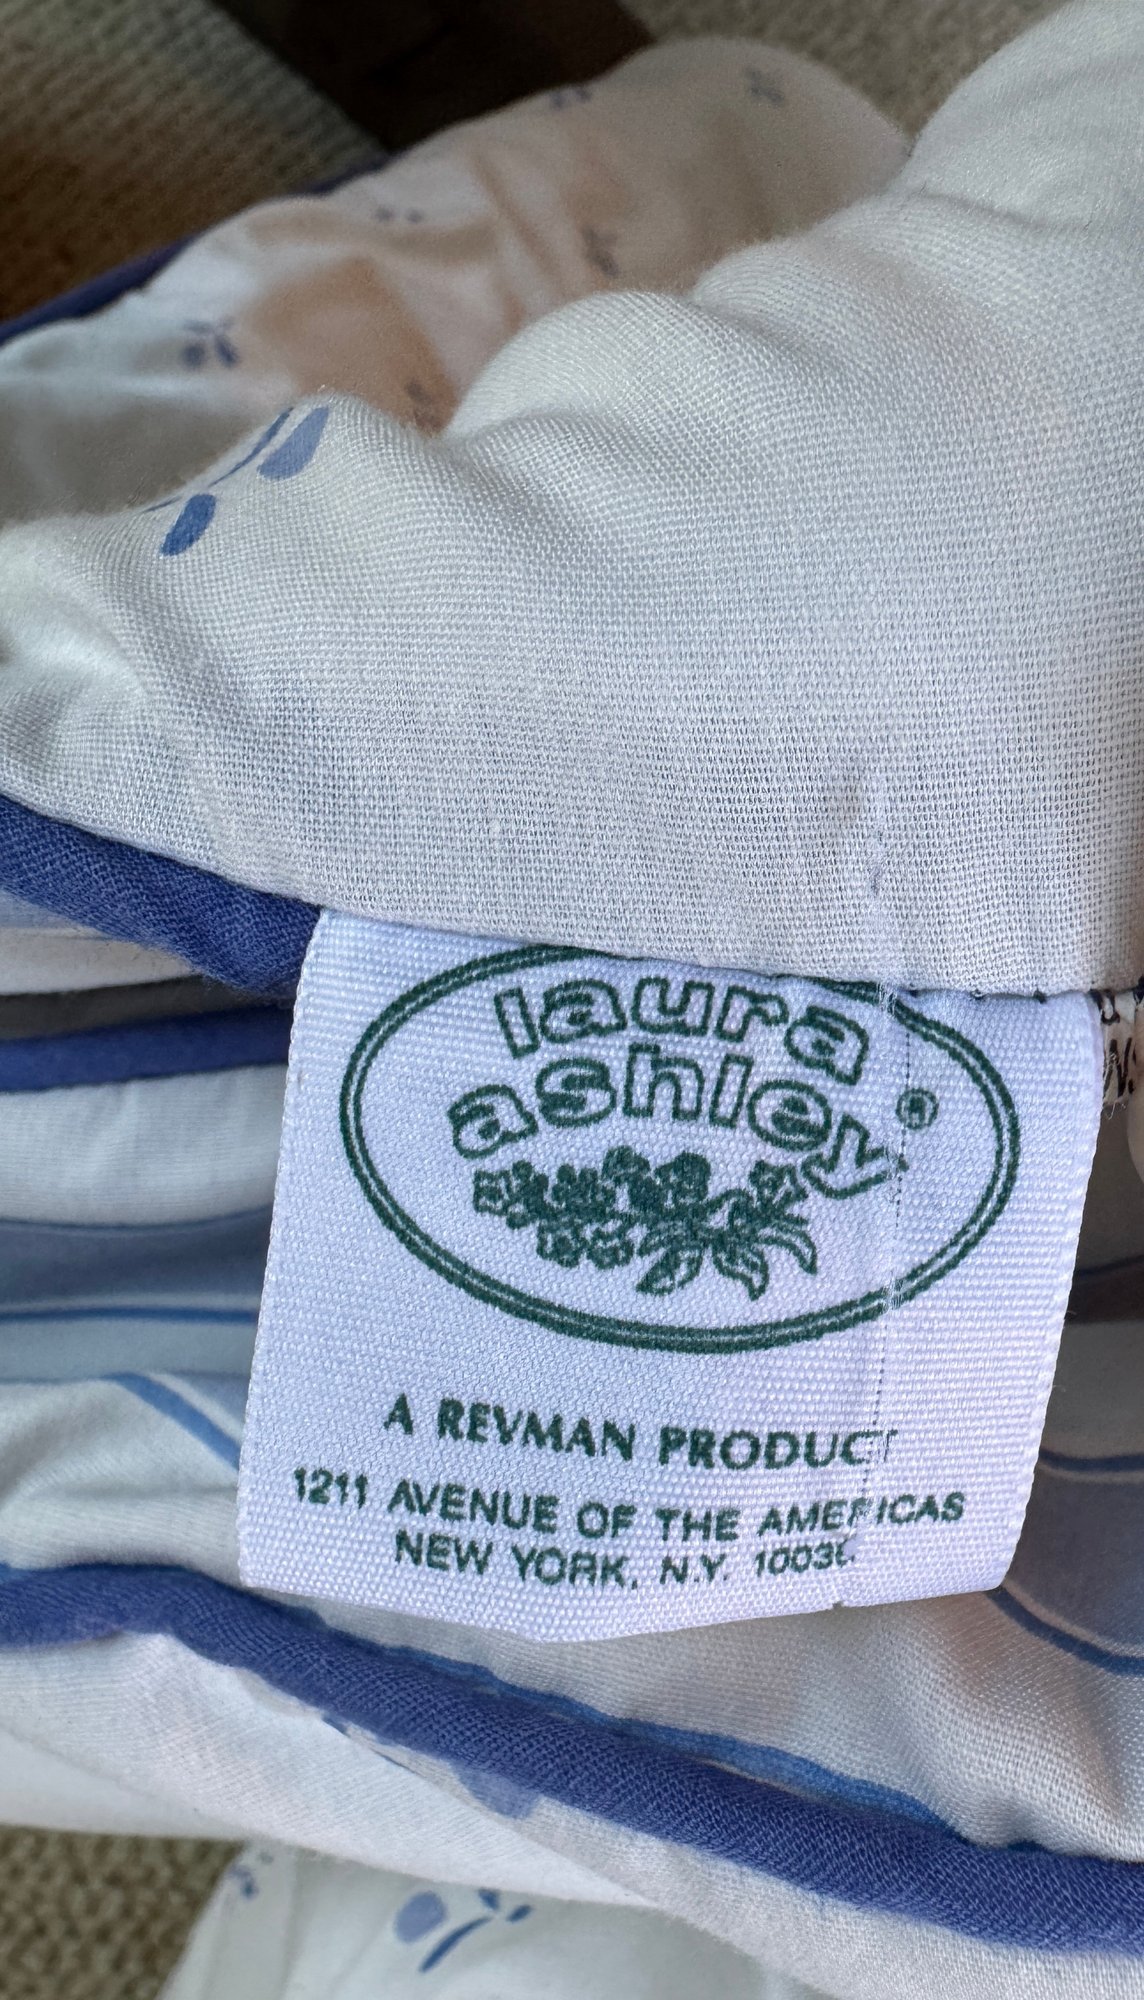 laura
ashley ®
A REVMAN PRODUCT
1211 AVENUE OF THE AMERICAS
NEW YORK, N.Y.